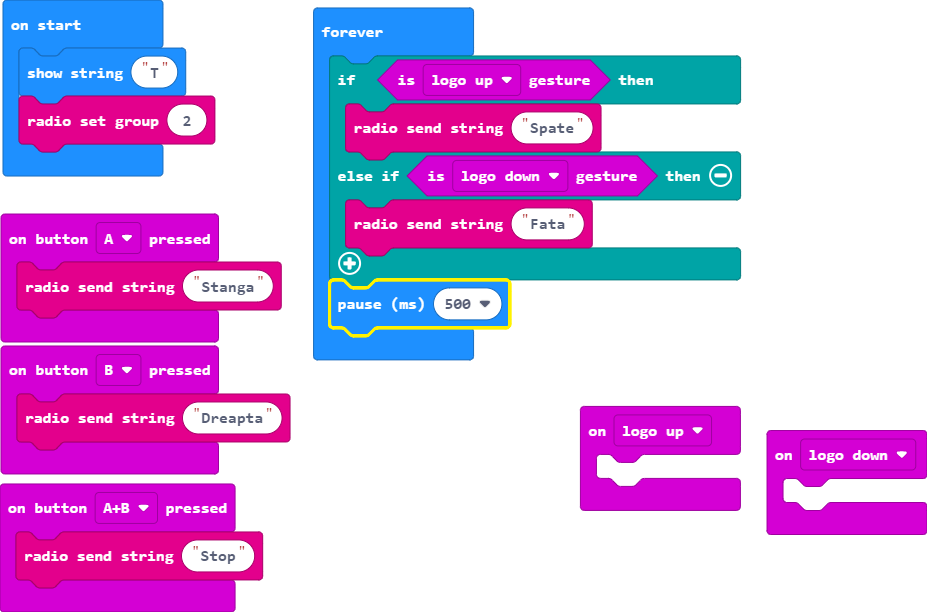 on start
show string "T"
radio set group 2
on button A pressed
radio send string "Stanga"
on button B pressed
radio send string "Dreapta"
on button A+B pressed
radio send string "Stop"
forever
if is logo up gesture then
radio send string "Spate"
else if is logo down gesture then
radio send string "Fata"
pause (ms) 500
on logo up
on logo down